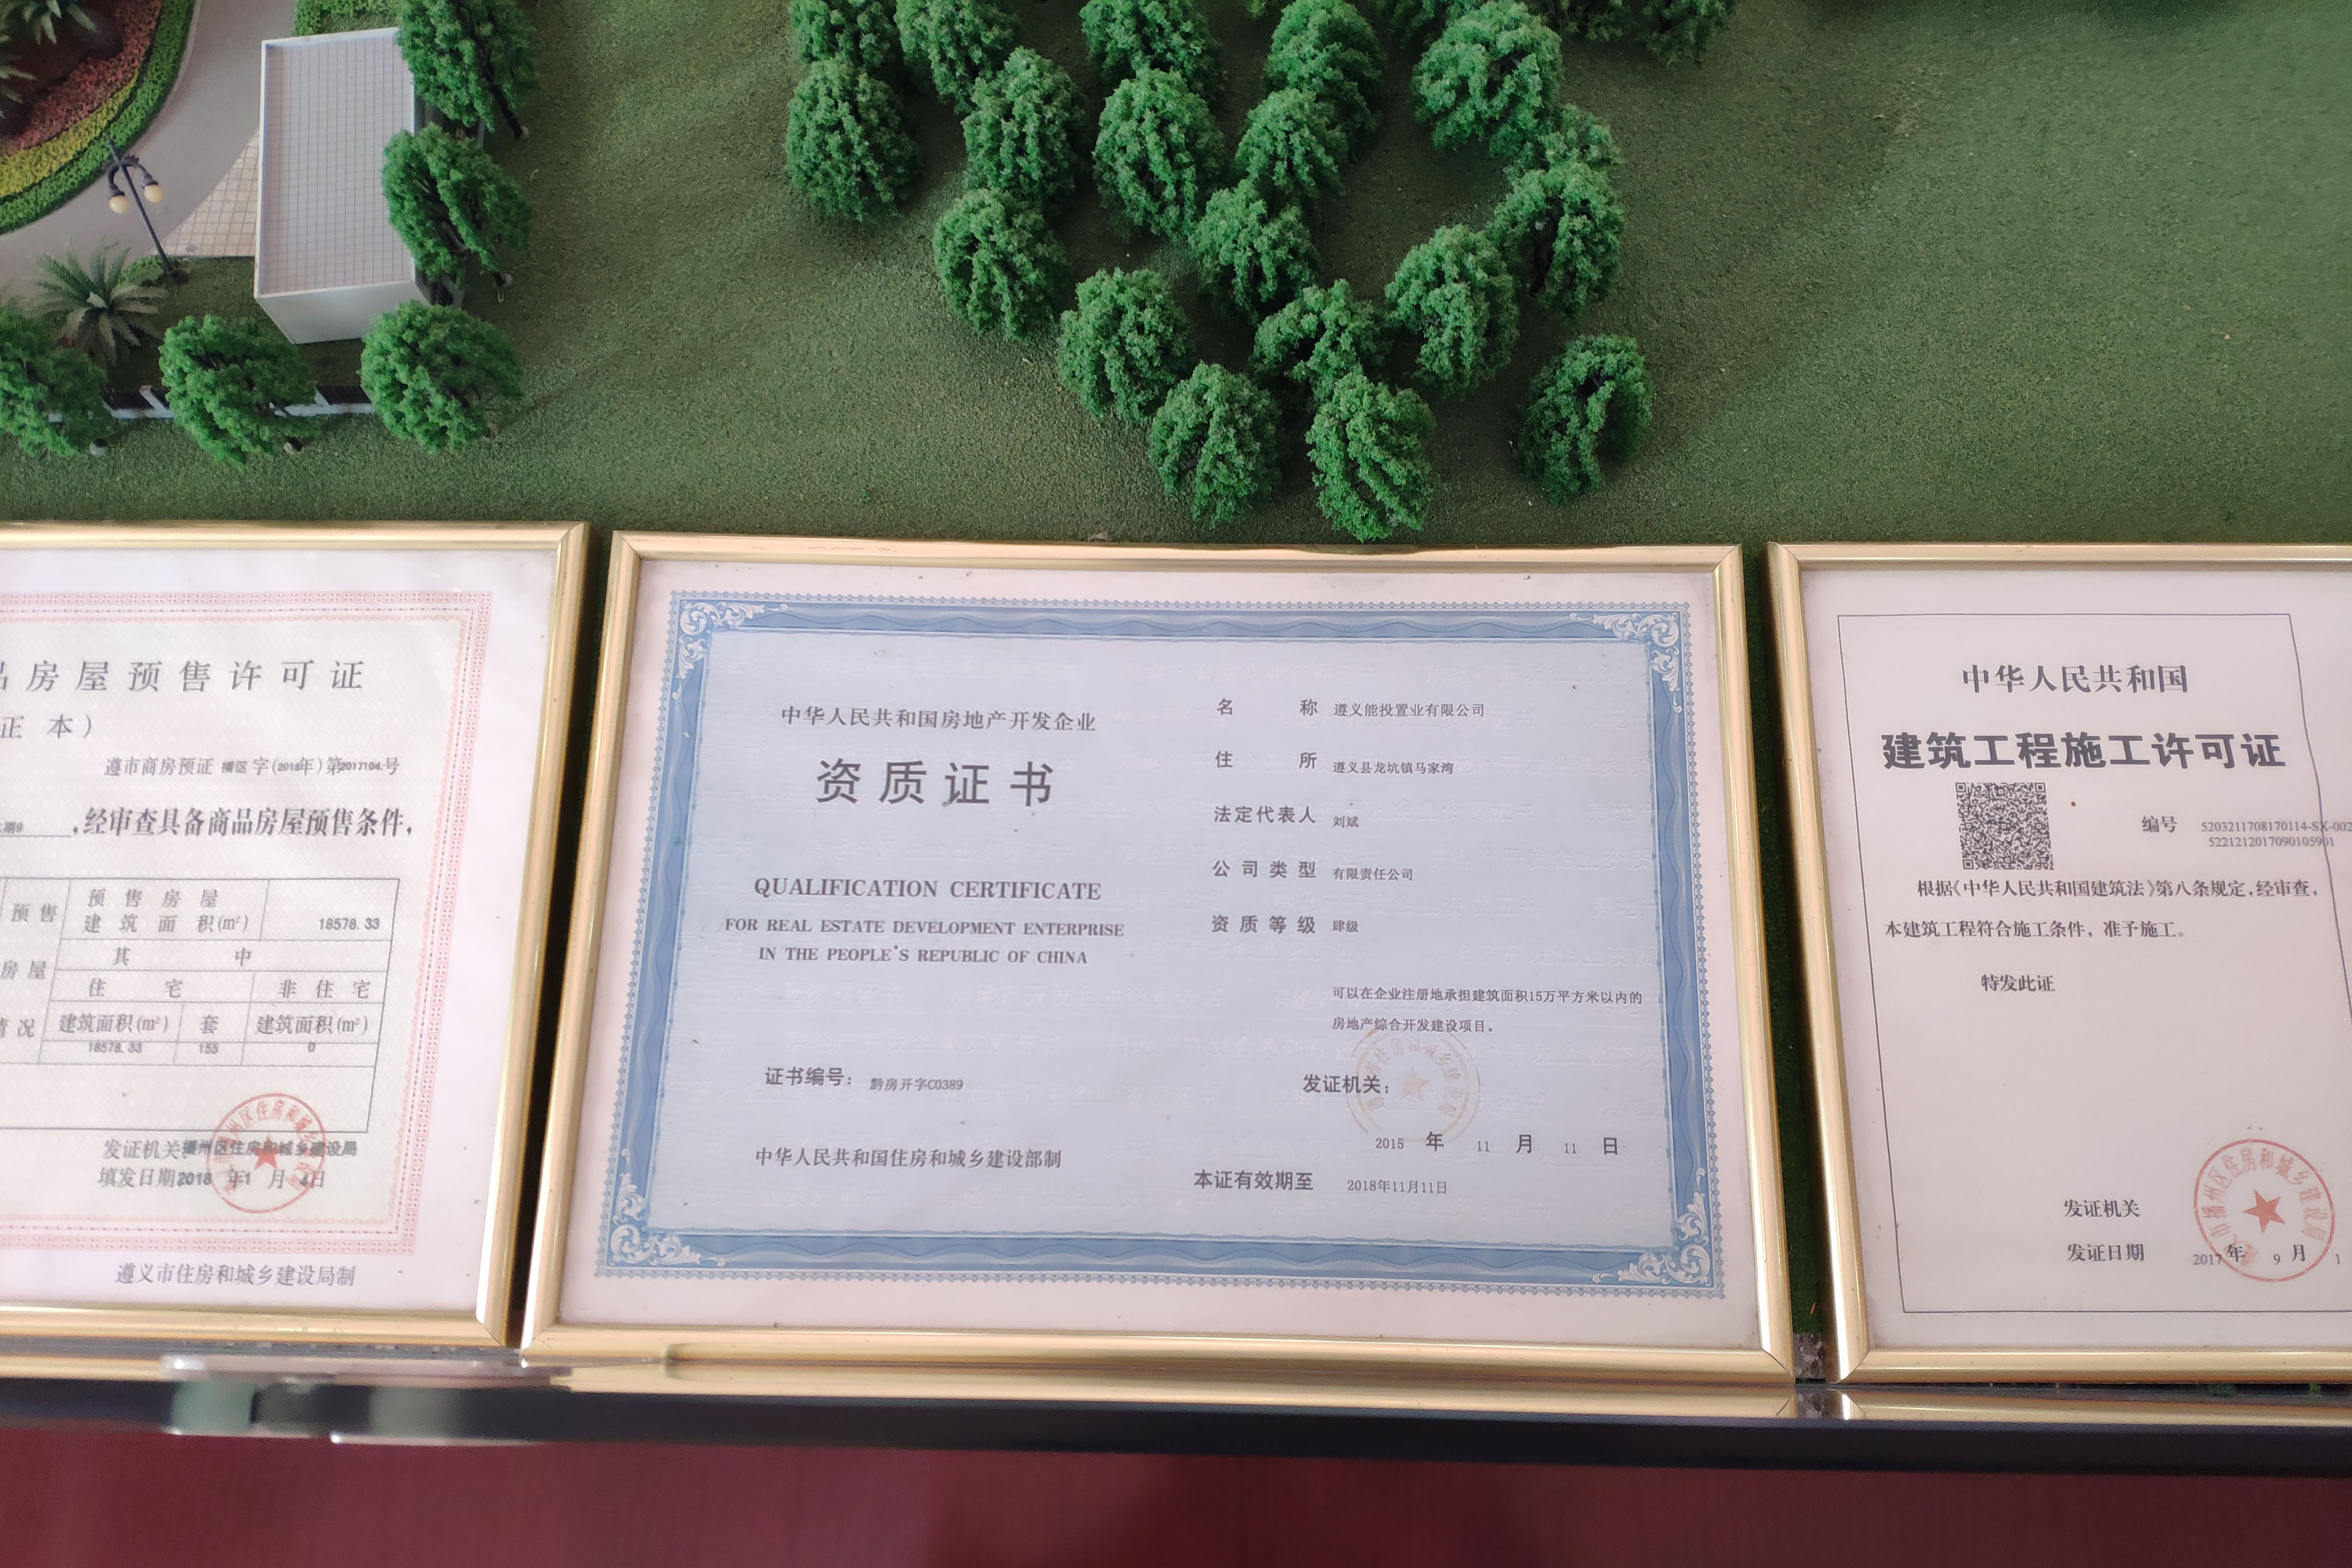 品房屋预售许可证
正 本)
遵市商房预证 播区 字(2018年)第2017104号
,经审查具备商品房屋预售条件,
预售
房屋
情况
预售房屋
建筑面积(m²)
18578.33
其中
住宅
非住宅
建筑面积(m²)
套
建筑面积(m²)
18578.33
155
0
发证机关播州区住房和城乡建设局
填发日期2018 年1 月 4日
遵义市住房和城乡建设局制
中华人民共和国房地产开发企业
资质证书
QUALIFICATION CERTIFICATE
FOR REAL ESTATE DEVELOPMENT ENTERPRISE
IN THE PEOPLE'S REPUBLIC OF CHINA
证书编号: 黔房开字C0389
中华人民共和国住房和城乡建设部制
名称 遵义能投置业有限公司
住所 遵义县龙坑镇马家湾
法定代表人 刘斌
公司类型 有限责任公司
资质等级 肆级
可以在企业注册地承担建筑面积15万平方米以内的
房地产综合开发建设项目。
发证机关:
2015 年 11 月 11 日
本证有效期至 2018年11月11日
中华人民共和国
建筑工程施工许可证
编号 5203211708170114-SX-002
5221212017090105901
根据《中华人民共和国建筑法》第八条规定,经审查,
本建筑工程符合施工条件,准予施工。
特发此证
发证机关
发证日期 2017 年 9 月 1